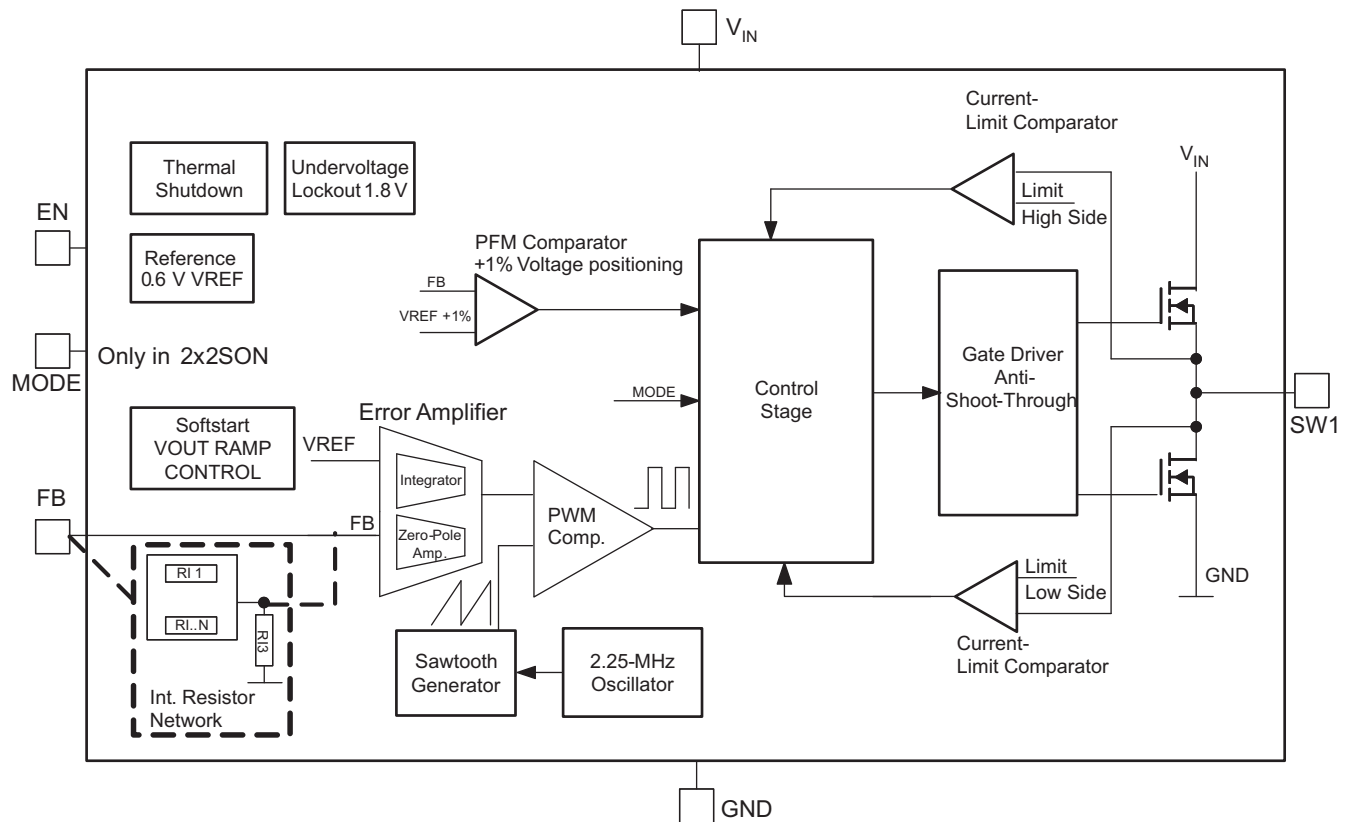 VIN
Current-
Limit Comparator
Thermal
Shutdown
Undervoltage
Lockout 1.8 V
VIN
Limit
High Side
EN
Reference
0.6 V VREF
PFM Comparator
+1% Voltage positioning
FB
VREF +1%
MODE
Only in 2x2SON
MODE
Control
Stage
Gate Driver
Anti-
Shoot-Through
SW1
Softstart
VOUT RAMP
CONTROL
Error Amplifier
VREF
Integrator
FB
FB
Zero-Pole
Amp.
PWM
Comp.
RI 1
RI..N
RI3
Int. Resistor
Network
Sawtooth
Generator
2.25-MHz
Oscillator
Limit
Low Side
Current-
Limit Comparator
GND
GND